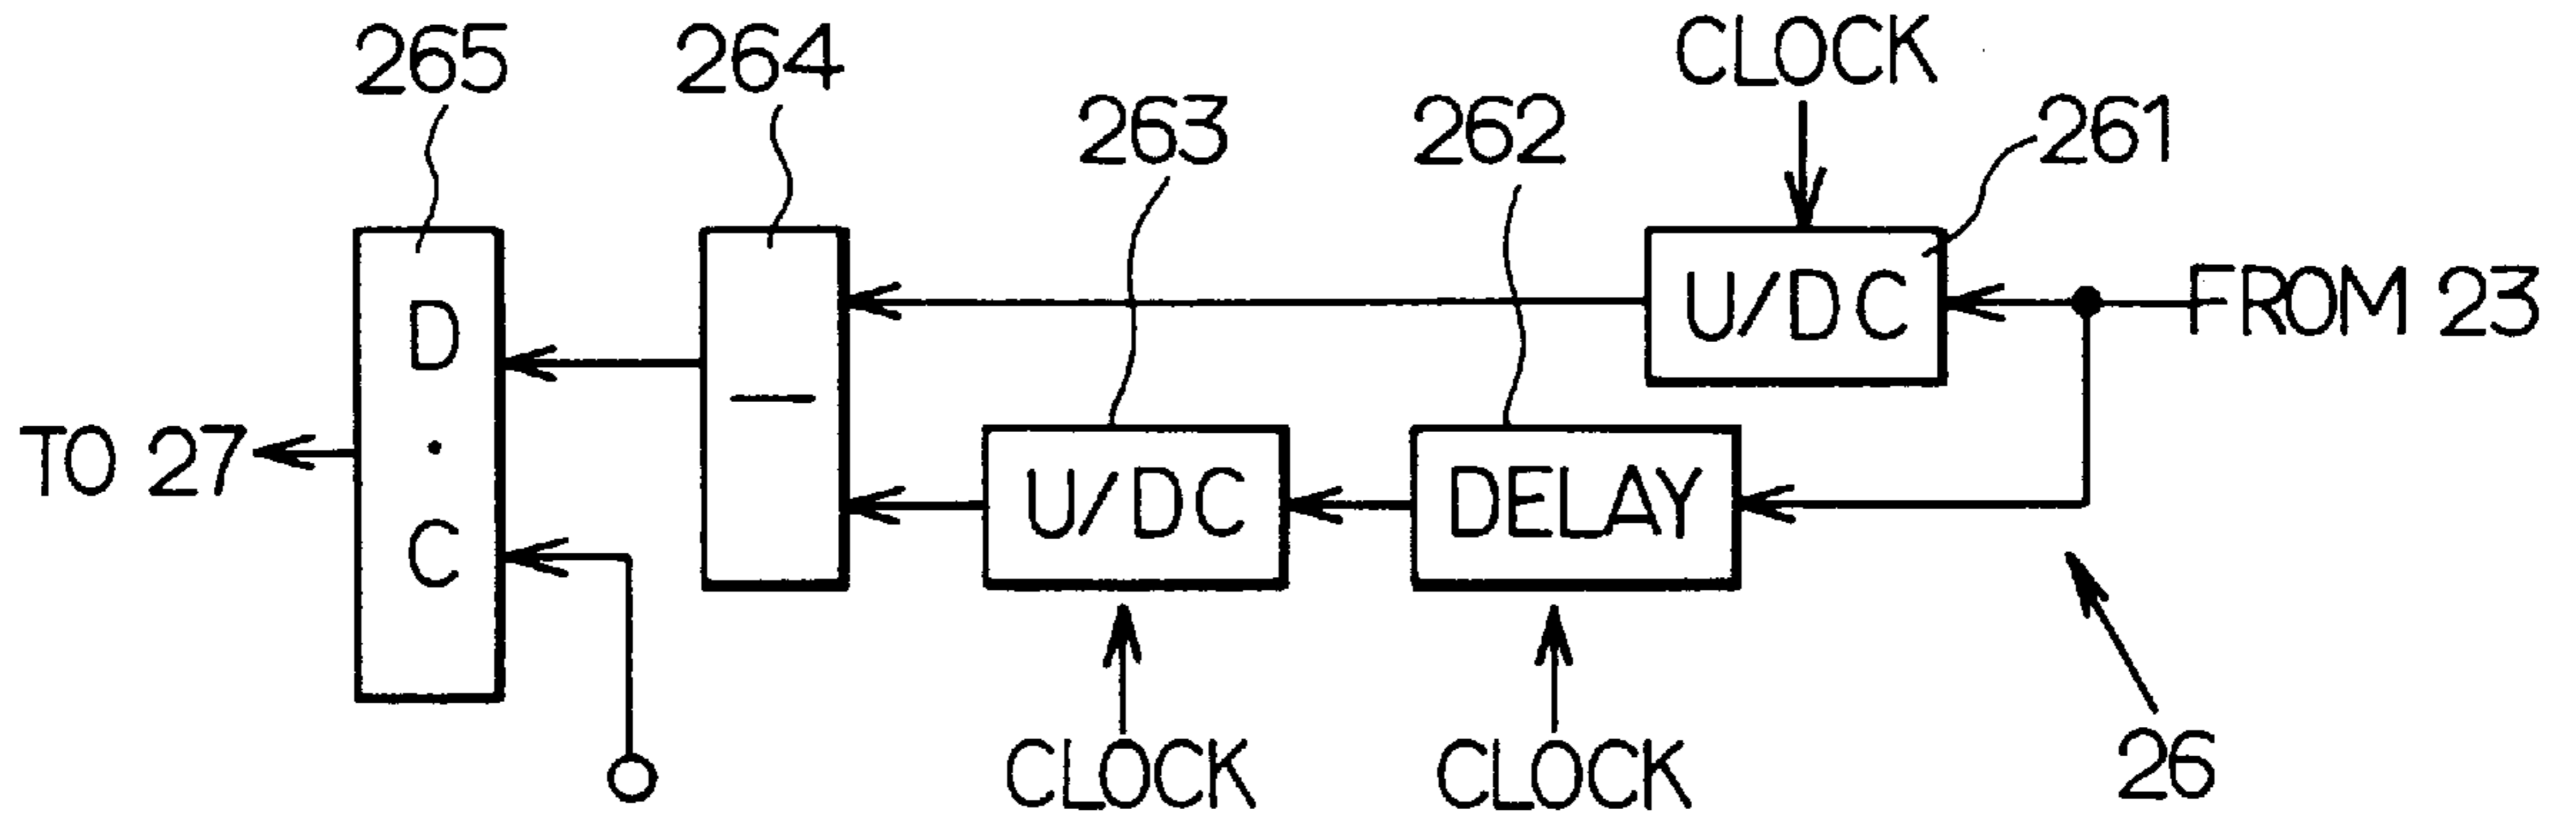 265
264
CLOCK
263
262
261
U/DC
FROM 23
D
·
C
—
TO 27
U/DC
DELAY
CLOCK
CLOCK
26